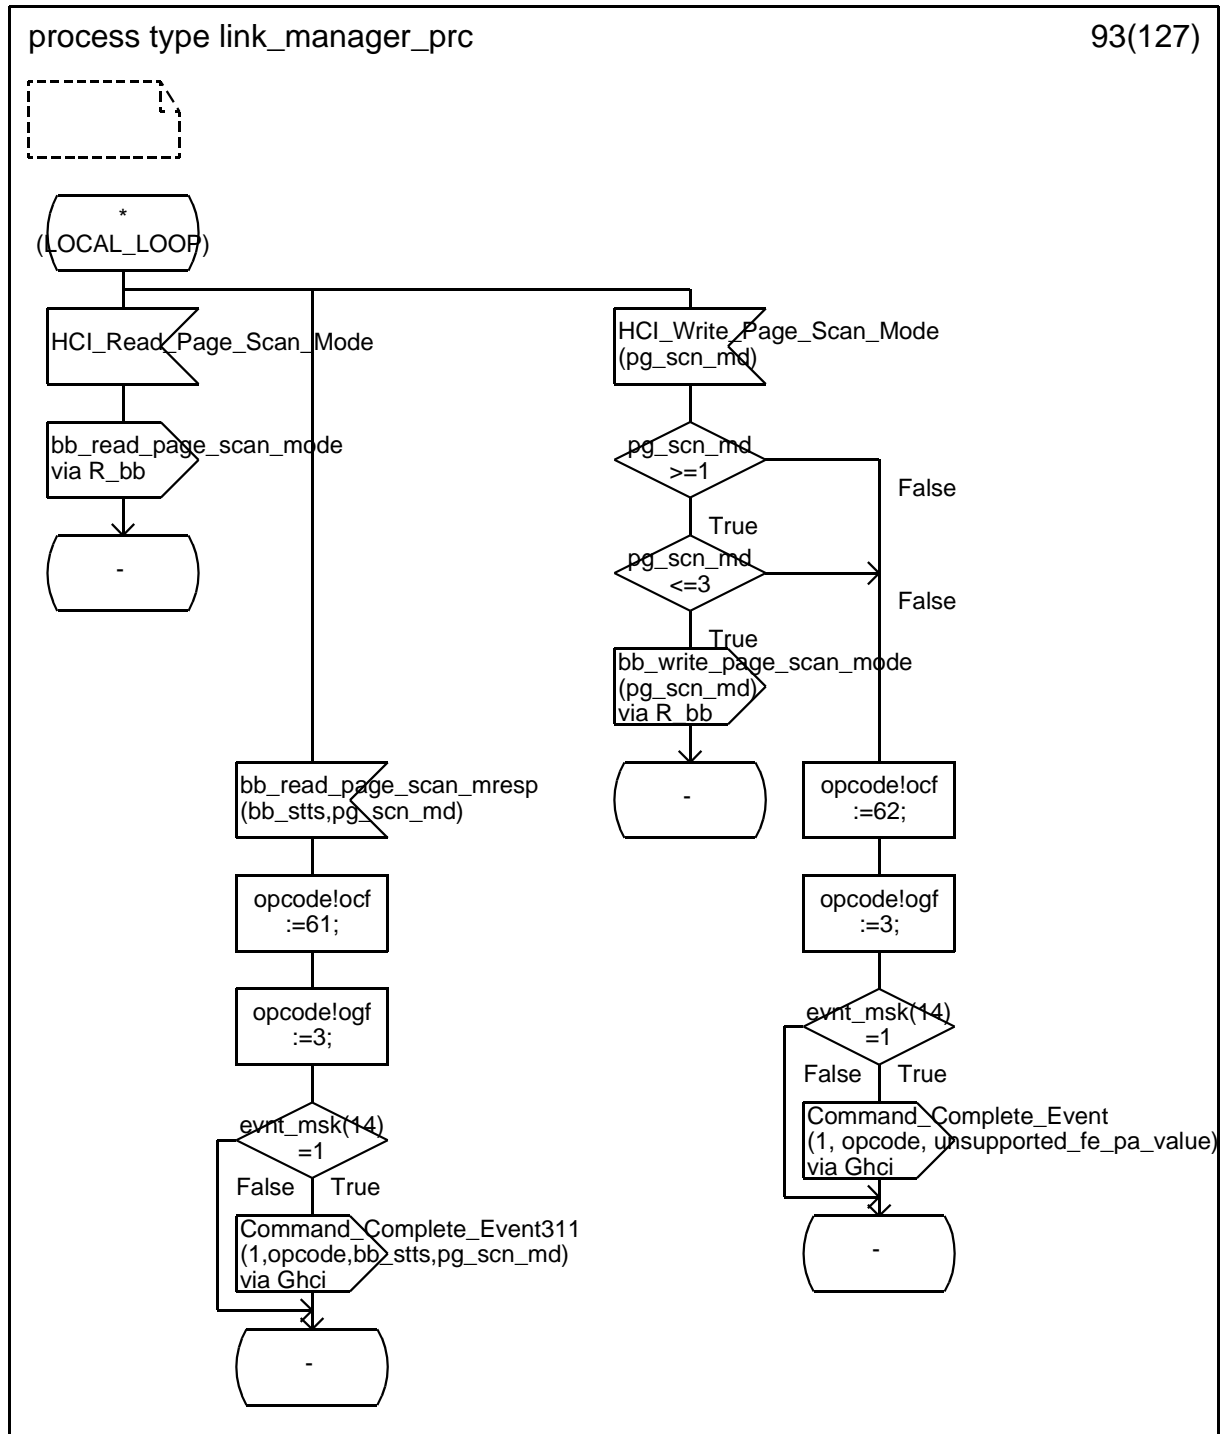 process type link_manager_prc
93(127)
*
(LOCAL_LOOP)
HCI_Read_Page_Scan_Mode
bb_read_page_scan_mode
via R_bb
-
HCI_Write_Page_Scan_Mode
(pg_scn_md)
pg_scn_md
>=1
False
True
pg_scn_md
<=3
False
True
bb_write_page_scan_mode
(pg_scn_md)
via R_bb
-
bb_read_page_scan_mresp
(bb_stts,pg_scn_md)
opcode!ocf
:=61;
opcode!ogf
:=3;
evnt_msk(14)
=1
False
True
Command_Complete_Event311
(1,opcode,bb_stts,pg_scn_md)
via Ghci
-
opcode!ocf
:=62;
opcode!ogf
:=3;
evnt_msk(14)
=1
False
True
Command_Complete_Event
(1, opcode, unsupported_fe_pa_value)
via Ghci
-